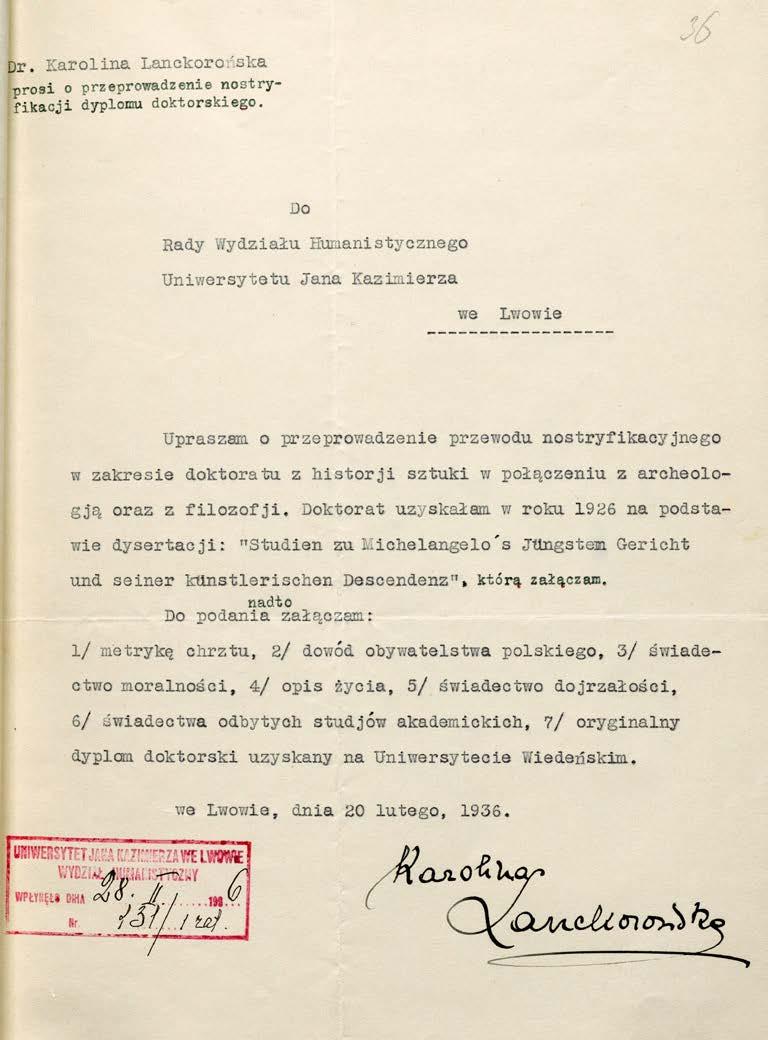 36
Dr. Karolina Lanckorońska
prosi o przeprowadzenie nostry-
fikacji dyplomu doktorskiego.
Do
Rady Wydziału Humanistycznego
Uniwersytetu Jana Kazimierza
we Lwowie
Upraszam o przeprowadzenie przewodu nostryfikacyjnego
w zakresie doktoratu z historji sztuki w połączeniu z archeolo-
gją oraz z filozofji. Doktorat uzyskałam w roku 1926 na podsta-
wie dysertacji: "Studien zu Michelangelo´s Jüngstem Gericht
und seiner künstlerischen Descendenz", którą załączam.
nadto
Do podania załączam:
1/ metrykę chrztu, 2/ dowód obywatelstwa polskiego, 3/ świade-
ctwo moralności, 4/ opis życia, 5/ świadectwo dojrzałości,
6/ świadectwa odbytych studjów akademickich, 7/ oryginalny
dyplom doktorski uzyskany na Uniwersytecie Wiedeńskim.
we Lwowie, dnia 20 lutego, 1936.
UNIWERSYTET JANA KAZIMIERZA WE LWOWIE
WYDZIAŁ HUMANISTYCZNY
WPŁYNĘŁO DNIA 28. II. 6
Nr. 131/1 zał.
Karolina
Lanckorońska